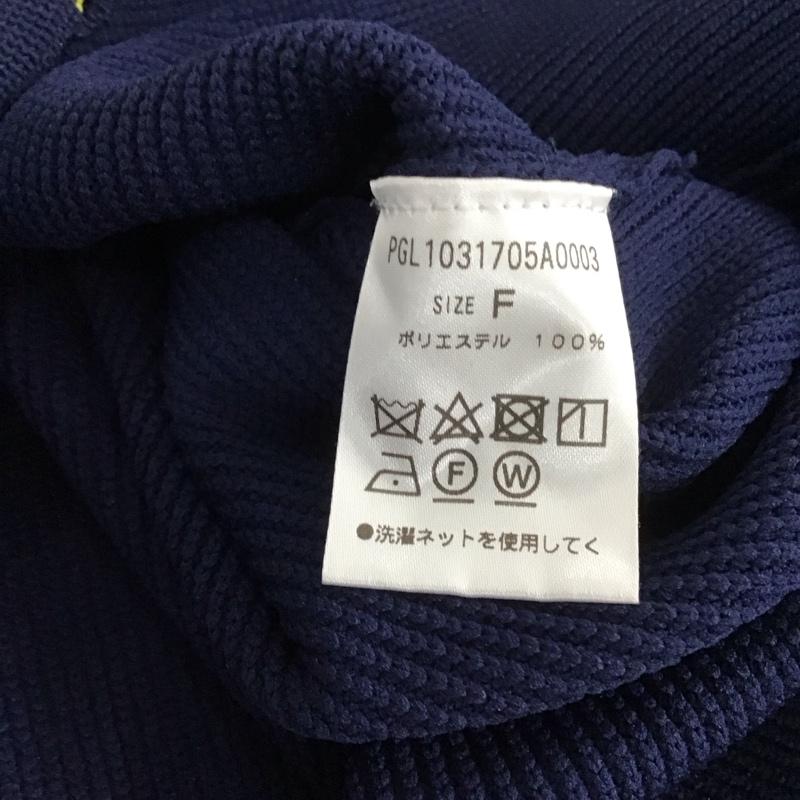 PGL1031705A0003
SIZE F
ポリエステル 100%
F W
●洗濯ネットを使用してく